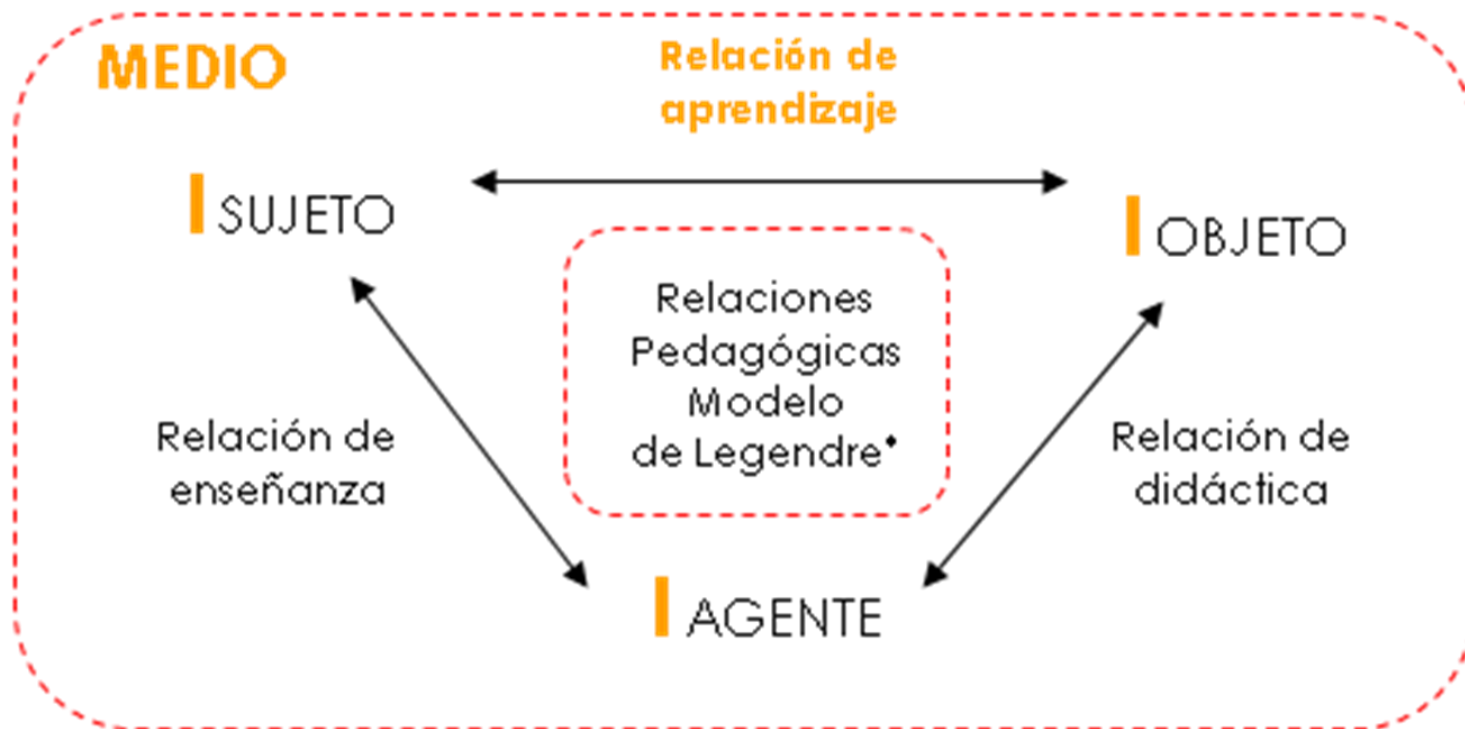 MEDIO
Relación de
aprendizaje
SUJETO
OBJETO
Relaciones
Pedagógicas
Modelo
de Legendre*
Relación de
enseñanza
Relación de
didáctica
AGENTE